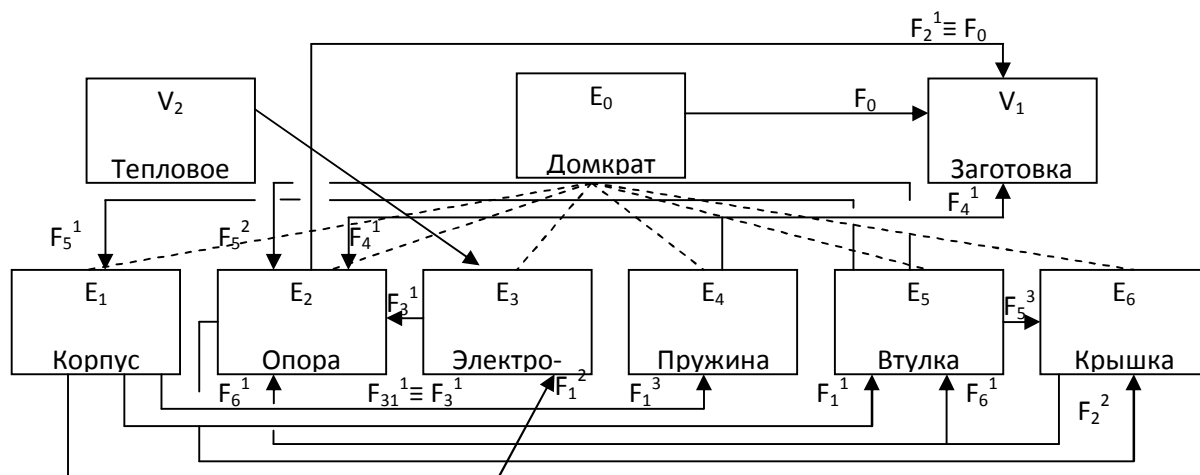 F₂¹≡ F₀
V₂
Тепловое
E₀
Домкрат
F₀
V₁
Заготовка
F₅¹
F₅²
F₄¹
F₄¹
E₁
Корпус
E₂
Опора
F₃¹
E₃
Электро-
E₄
Пружина
E₅
Втулка
F₅³
E₆
Крышка
F₆¹
F₃₁¹≡ F₃¹
F₁²
F₁³
F₁¹
F₆¹
F₂²